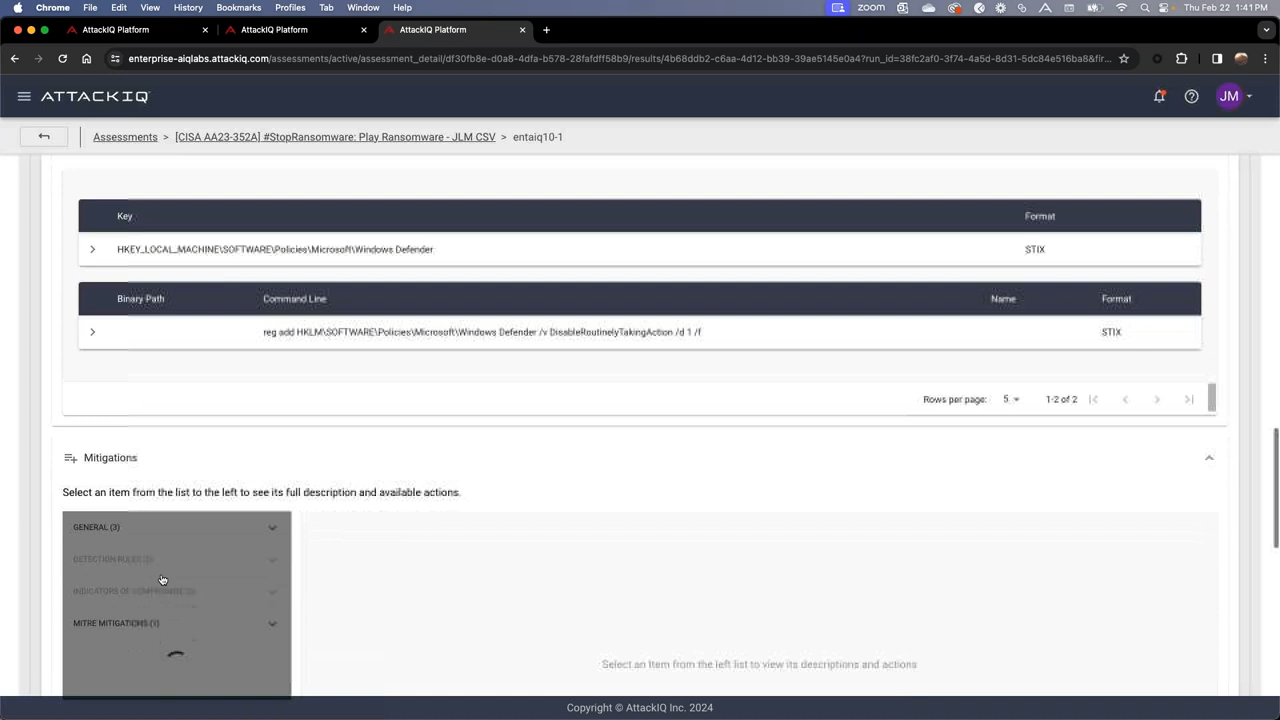 Chrome File Edit View History Bookmarks Profiles Tab Window Help zoom Thu Feb 22 1:41 PM
AttackIQ Platform AttackIQ Platform AttackIQ Platform
enterprise-aiqlabs.attackiq.com/assessments/active/assessment_detail/df30fb8e-d0a8-4dfa-b578-28fafdff58b9/results/4b68ddb2-c6aa-4d12-bb39-39ae5145e0a4?run_id=38fc2af0-3f74-4a5d-8d31-5dc84e516ba8&fir...
ATTACKIQ JM
Assessments > [CISA AA23-352A] #StopRansomware: Play Ransomware - JLM CSV > entaiq10-1
Key Format
HKEY_LOCAL_MACHINE\SOFTWARE\Policies\Microsoft\Windows Defender STIX
Binary Path Command Line Name Format
reg add HKLM\SOFTWARE\Policies\Microsoft\Windows Defender /v DisableRoutinelyTakingAction /d 1 /f STIX
Rows per page: 5 1-2 of 2
Mitigations
Select an item from the list to the left to see its full description and available actions.
GENERAL (3)
DETECTION RULES
INDICATORS OF COMPROMISE
MITRE MITIGATIONS (1)
Select an Item from the left list to view its descriptions and actions
Copyright © AttackIQ Inc. 2024